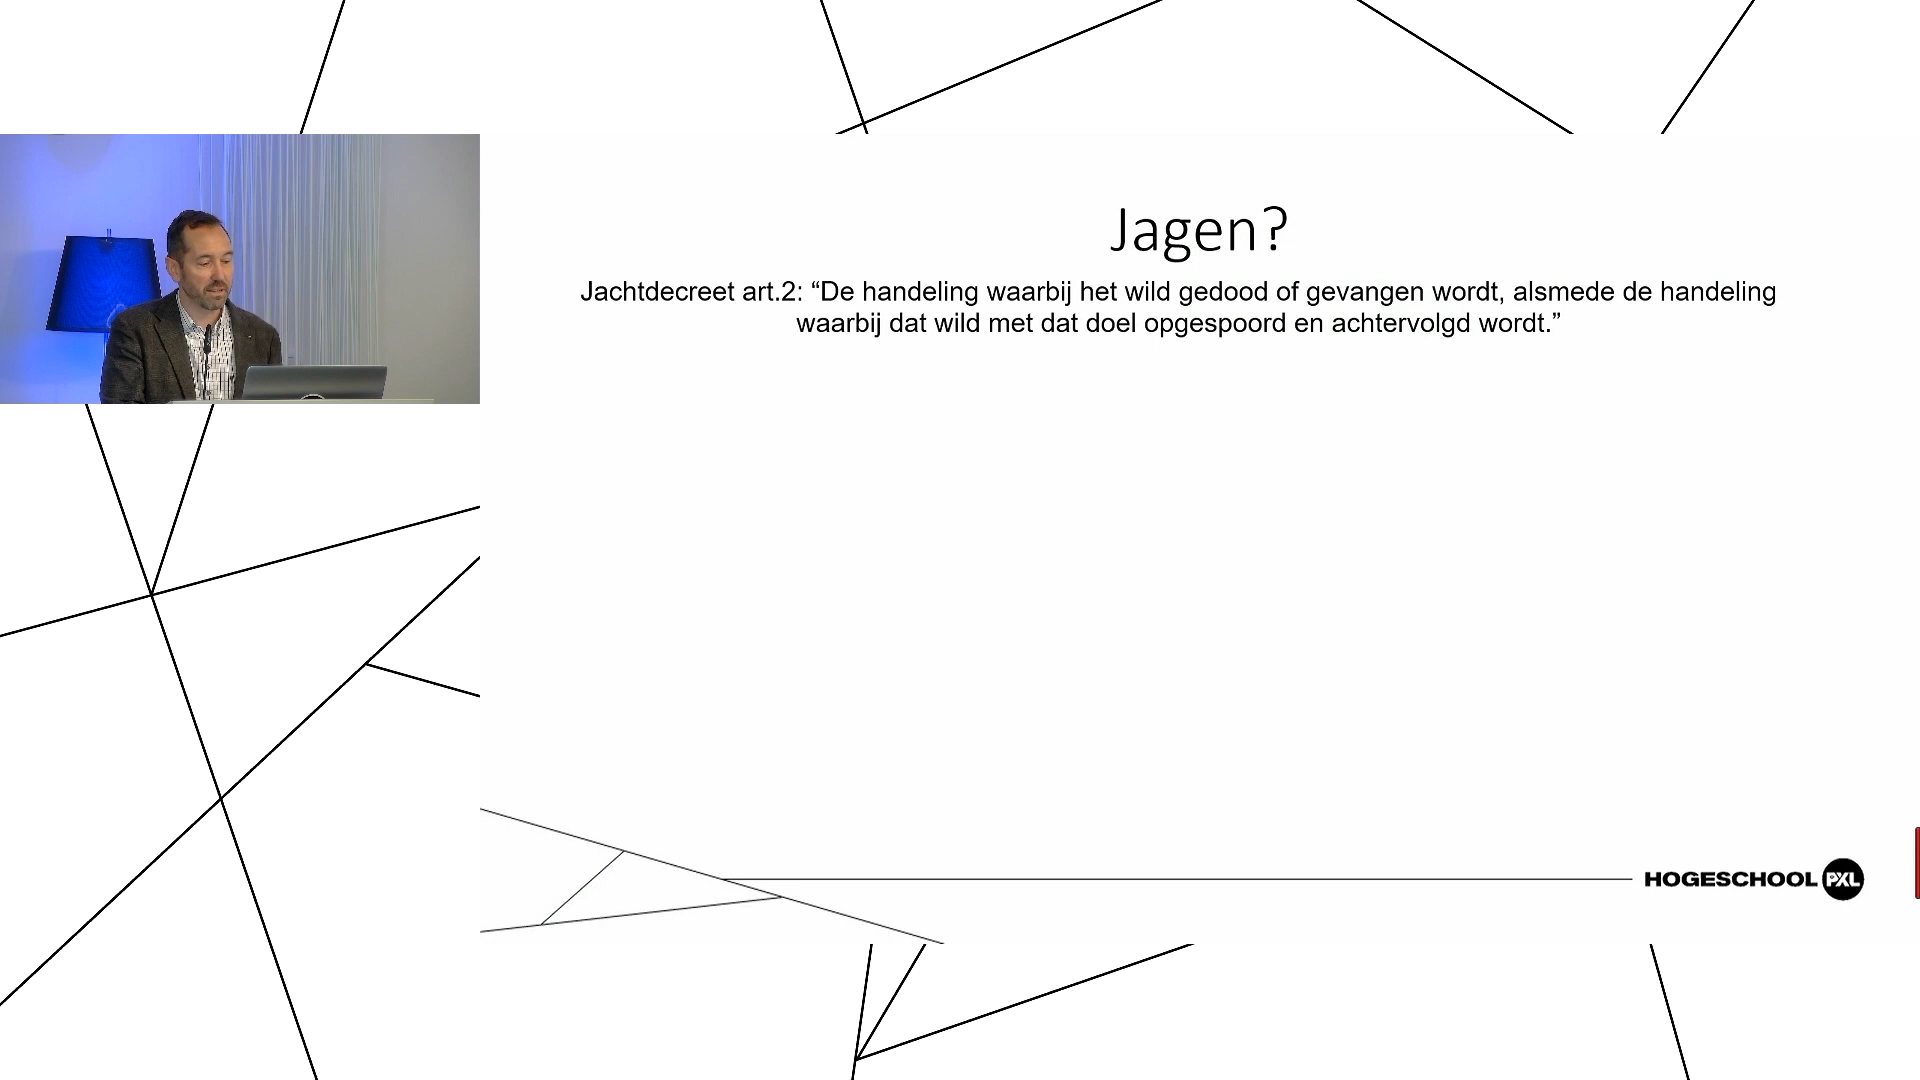 Jagen?
Jachtdecreet art.2: “De handeling waarbij het wild gedood of gevangen wordt, alsmede de handeling
waarbij dat wild met dat doel opgespoord en achtervolgd wordt.”
HOGESCHOOL PXL